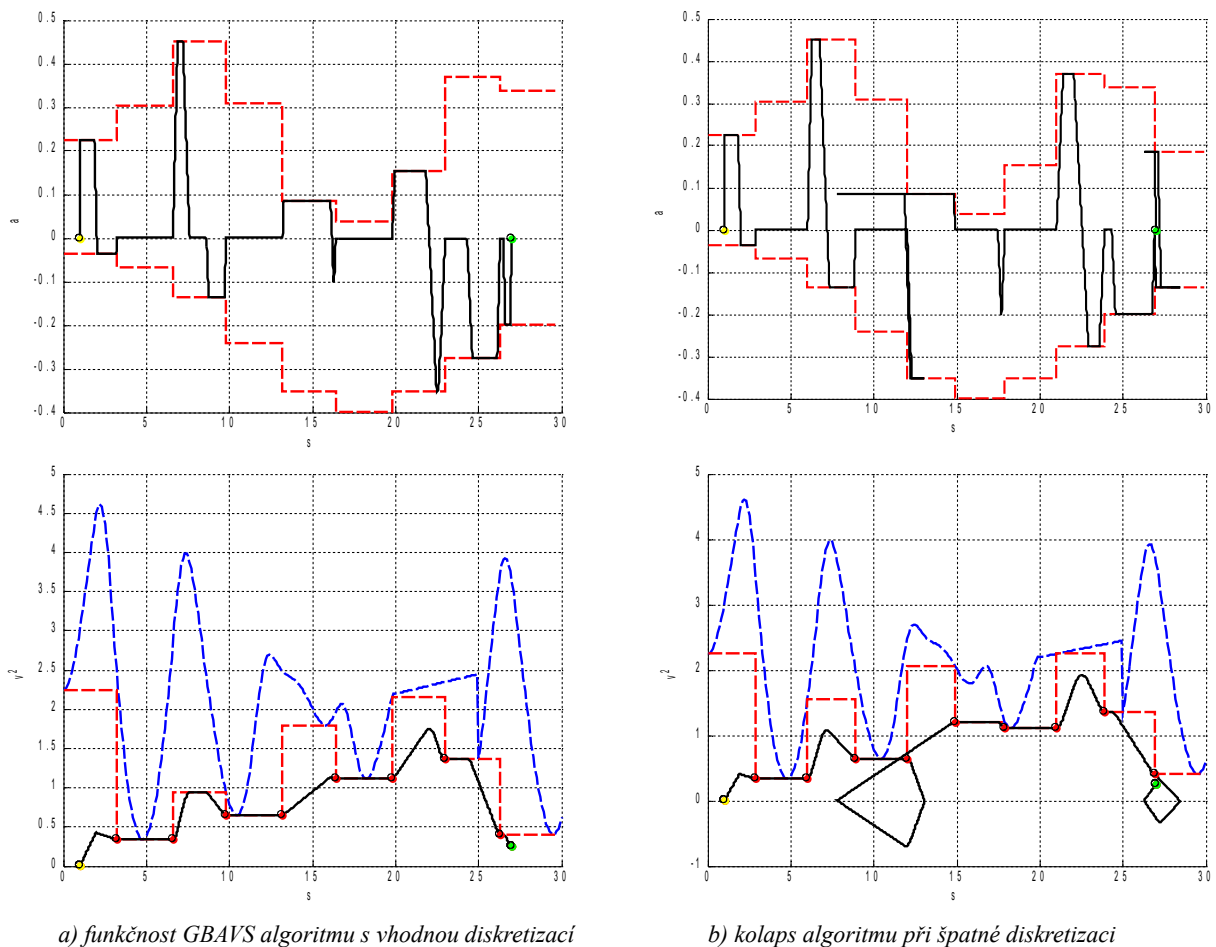 0.5
0.4
0.3
0.2
0.1
0
-0.1
-0.2
-0.3
-0.4
a
0 5 10 15 20 25 30
s
0.5
0.4
0.3
0.2
0.1
0
-0.1
-0.2
-0.3
-0.4
a
0 5 10 15 20 25 30
s
5
4.5
4
3.5
3
2.5
2
1.5
1
0.5
0
v²
0 5 10 15 20 25 30
s
5
4
3
2
1
0
-1
v²
0 5 10 15 20 25 30
s
a) funkčnost GBAVS algoritmu s vhodnou diskretizací
b) kolaps algoritmu při špatné diskretizaci